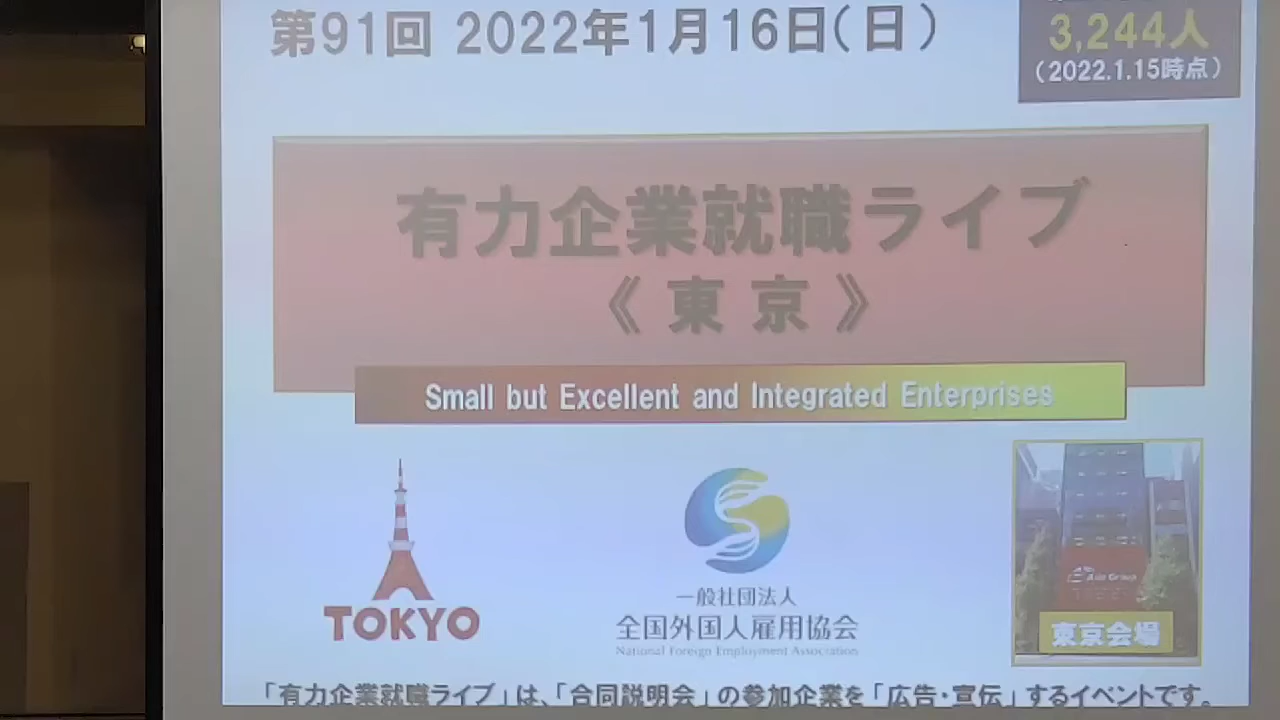 第91回 2022年1月16日(日)
3,244人
(2022.1.15時点)
有力企業就職ライブ
《東京》
Small but Excellent and Integrated Enterprises
TOKYO
一般社団法人
全国外国人雇用協会
National Foreign Employment Association
Asia Group
東京会場
「有力企業就職ライブ」は、「合同説明会」の参加企業を「広告・宣伝」するイベントです。